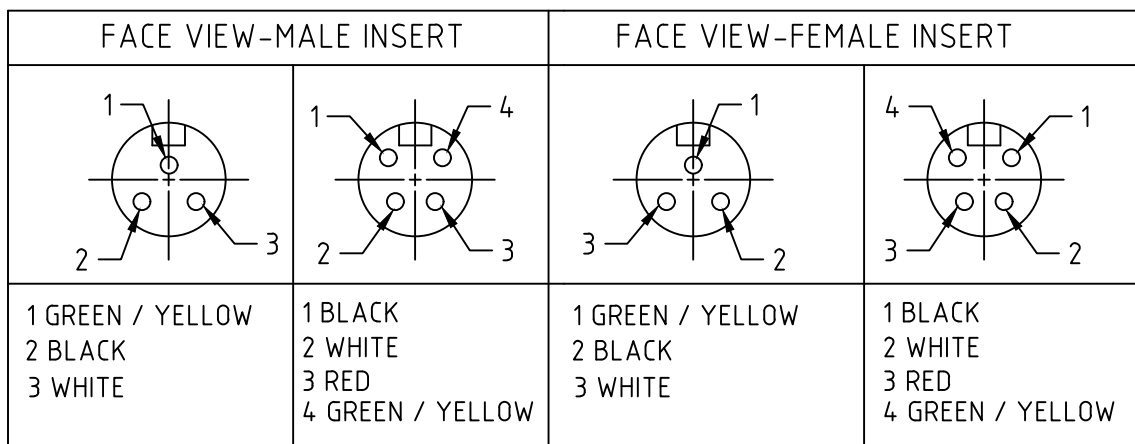 FACE VIEW-MALE INSERT
FACE VIEW-FEMALE INSERT
1
2
3
1
4
2
3
1
3
2
4
1
3
2
1 GREEN / YELLOW
2 BLACK
3 WHITE
1 BLACK
2 WHITE
3 RED
4 GREEN / YELLOW
1 GREEN / YELLOW
2 BLACK
3 WHITE
1 BLACK
2 WHITE
3 RED
4 GREEN / YELLOW